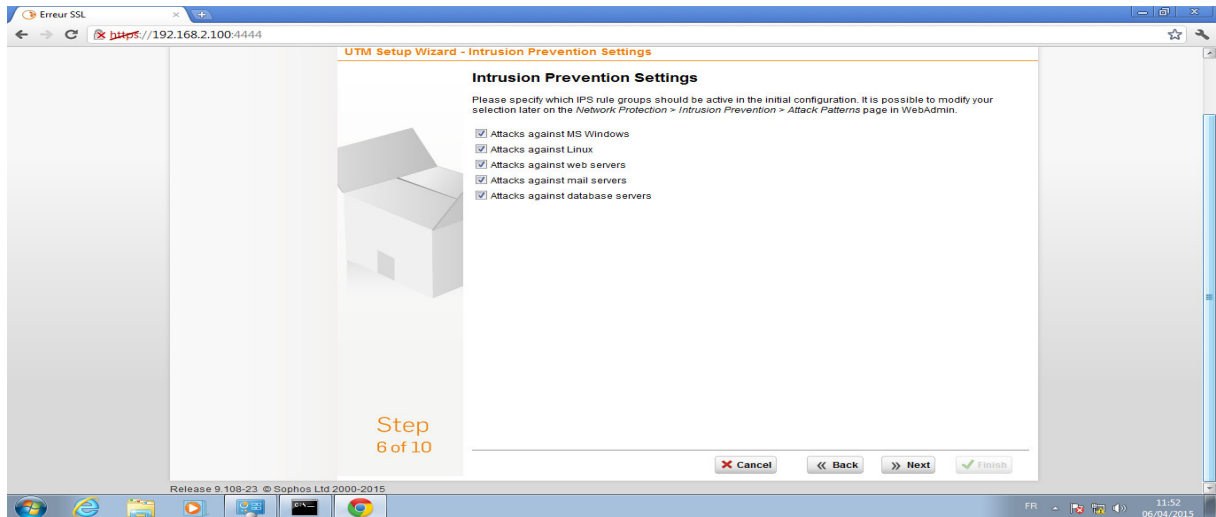 Erreur SSL
https://192.168.2.100:4444
UTM Setup Wizard - Intrusion Prevention Settings
Intrusion Prevention Settings
Please specify which IPS rule groups should be active in the initial configuration. It is possible to modify your
selection later on the Network Protection > Intrusion Prevention > Attack Patterns page in WebAdmin.
Attacks against MS Windows
Attacks against Linux
Attacks against web servers
Attacks against mail servers
Attacks against database servers
Step
6 of 10
Cancel
Back
Next
Finish
Release 9.108-23 © Sophos Ltd 2000-2015
FR
11:52
06/04/2015